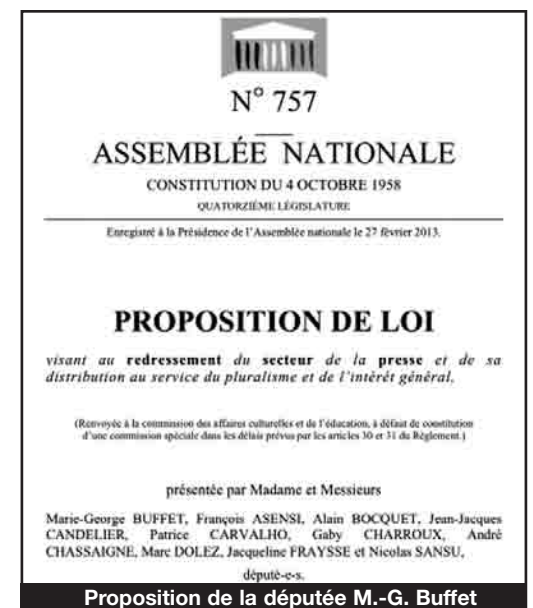 N° 757
ASSEMBLÉE NATIONALE
CONSTITUTION DU 4 OCTOBRE 1958
QUATORZIÈME LÉGISLATURE
Enregistré à la Présidence de l'Assemblée nationale le 27 février 2013.
PROPOSITION DE LOI
visant au redressement du secteur de la presse et de sa
distribution au service du pluralisme et de l'intérêt général,
(Renvoyée à la commission des affaires culturelles et de l'éducation, à défaut de constitution
d'une commission spéciale dans les délais prévus par les articles 30 et 31 du Règlement.)
présentée par Madame et Messieurs
Marie-George BUFFET, François ASENSI, Alain BOCQUET, Jean-Jacques
CANDELIER, Patrice CARVALHO, Gaby CHARROUX, André
CHASSAIGNE, Marc DOLEZ, Jacqueline FRAYSSE et Nicolas SANSU,
député-e-s.
Proposition de la députée M.-G. Buffet